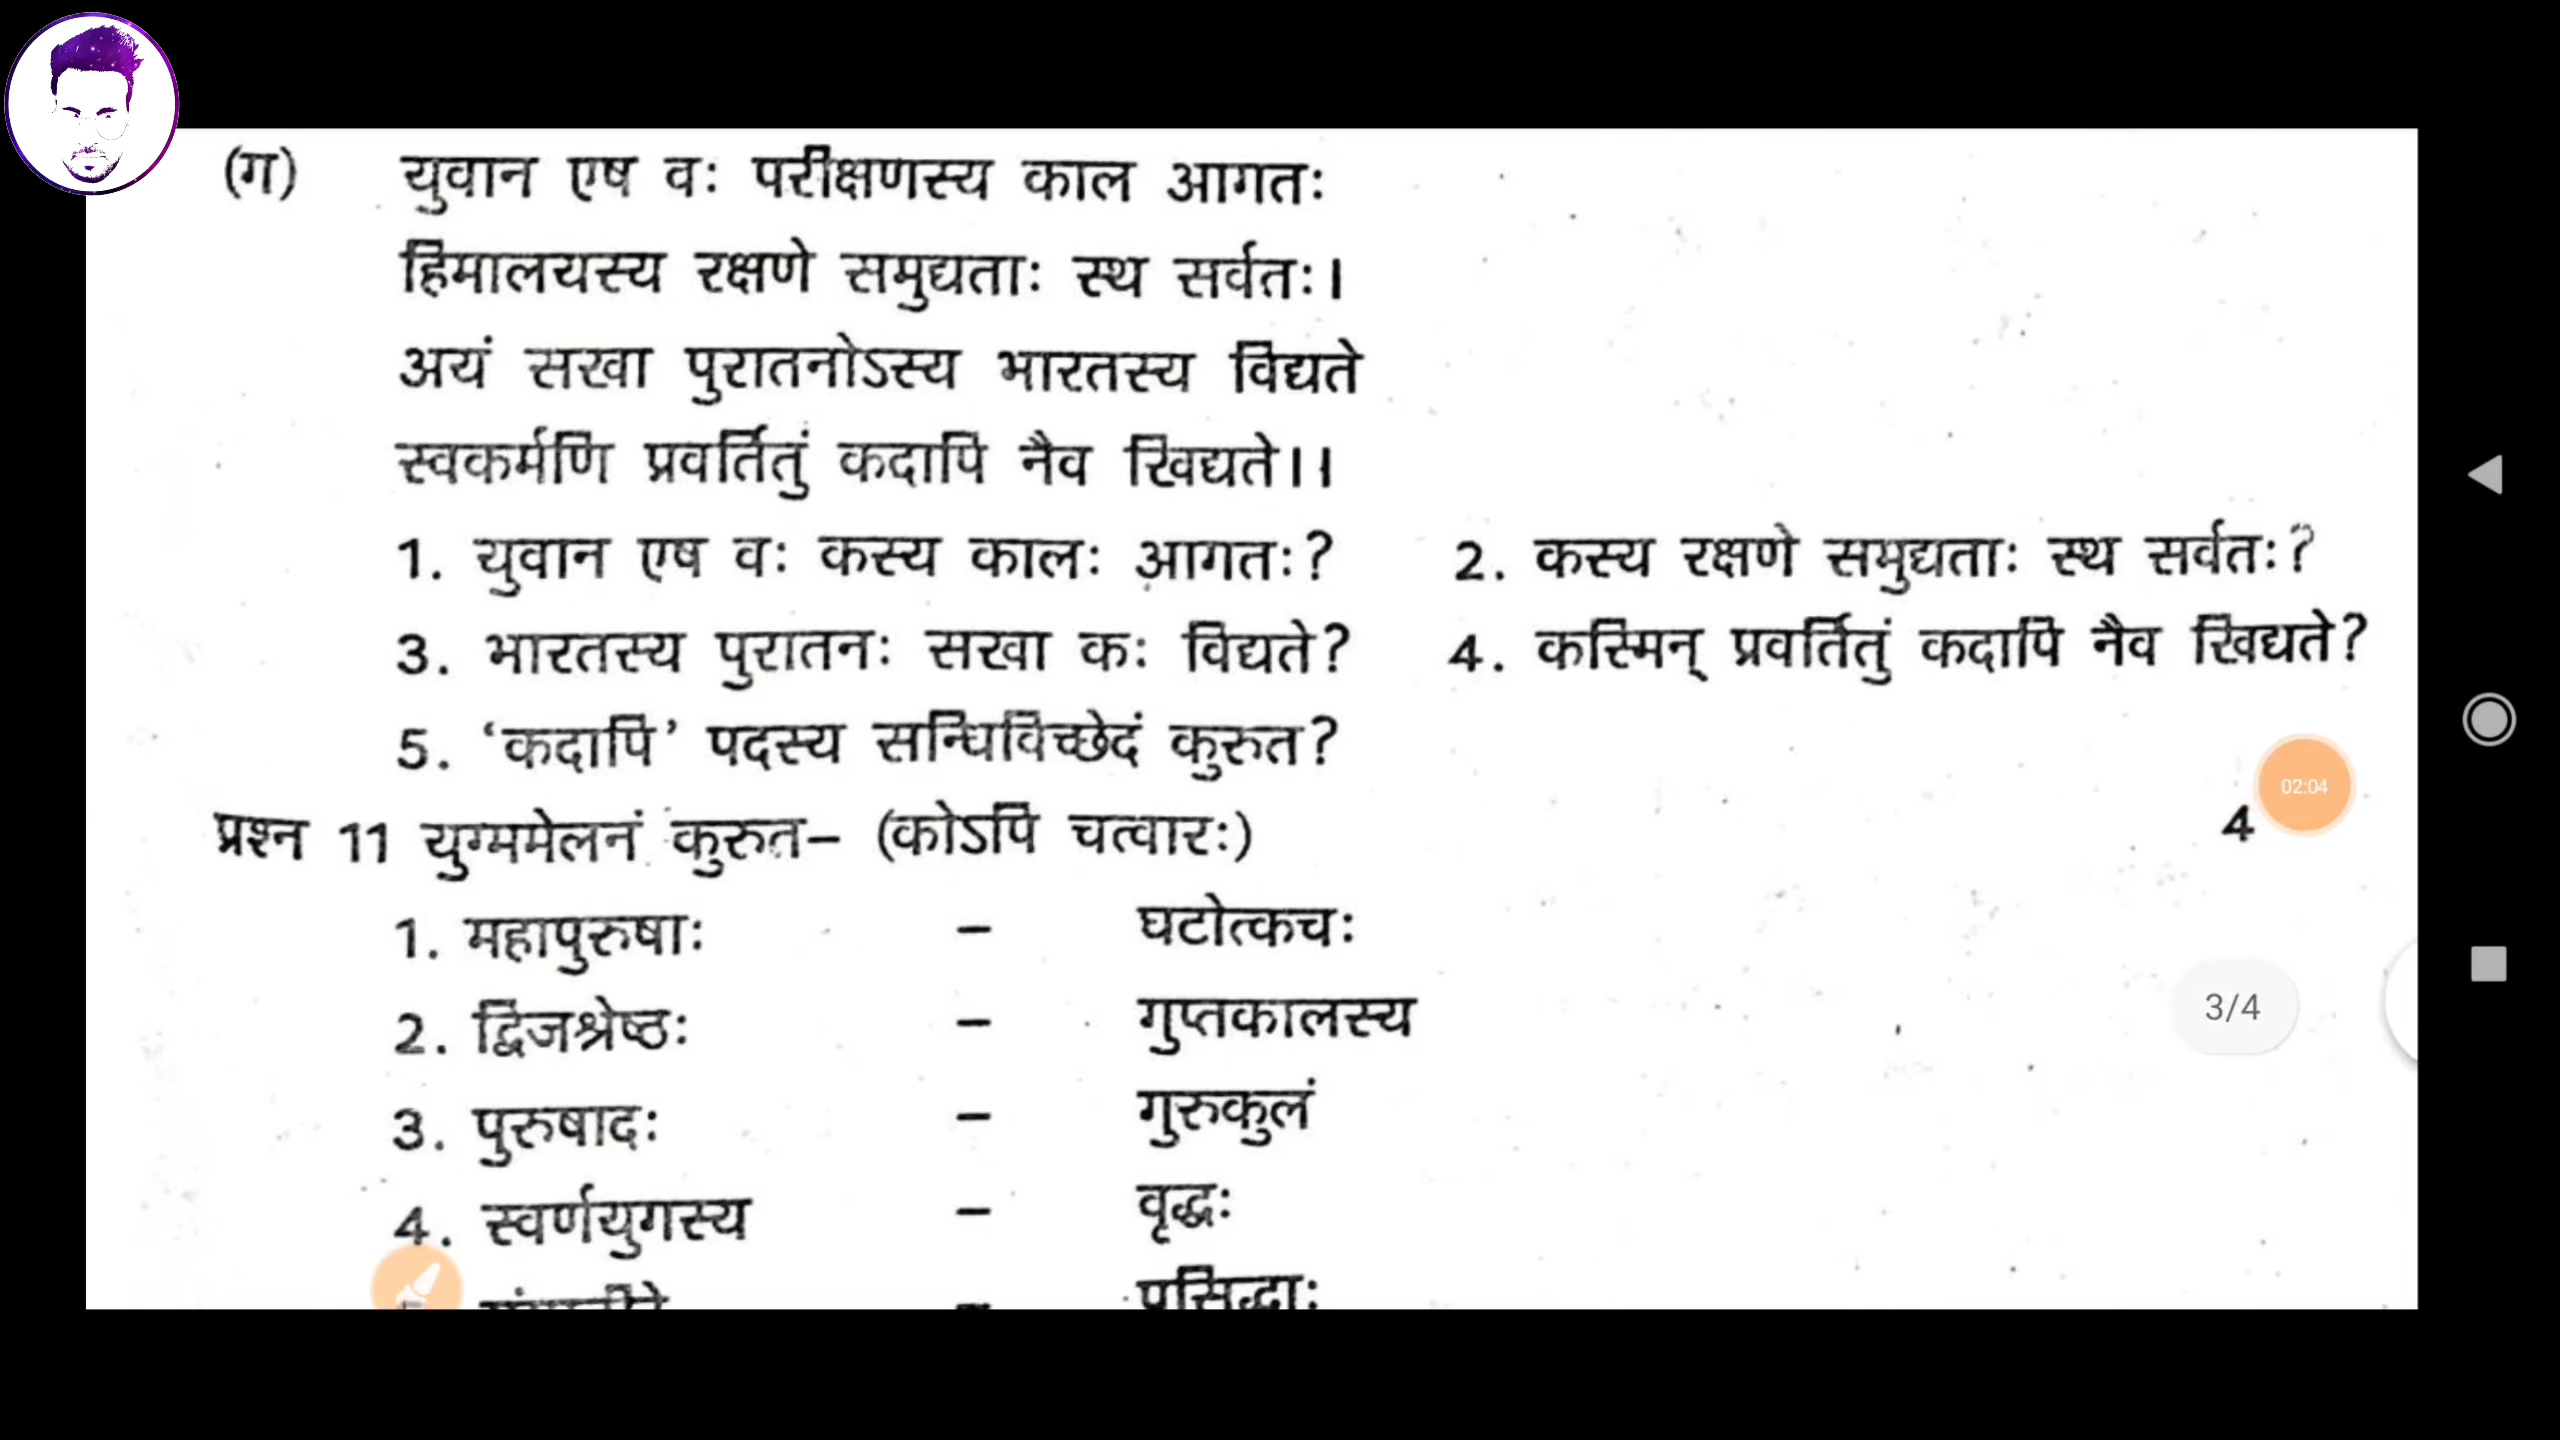 (ग) युवान एष वः परीक्षणस्य काल आगतः
हिमालयस्य रक्षणे समुद्यताः स्थ सर्वतः।
अयं सखा पुरातनोऽस्य भारतस्य विद्यते
स्वकर्मणि प्रवर्तितुं कदापि नैव खिद्यते।।
1. युवान एष वः कस्य कालः आगतः? 2. कस्य रक्षणे समुद्यताः स्थ सर्वतः?
3. भारतस्य पुरातनः सखा कः विद्यते? 4. कस्मिन् प्रवर्तितुं कदापि नैव खिद्यते?
5. ‘कदापि’ पदस्य सन्धिविच्छेदं कुरुत?
02:04
प्रश्न 11 युग्ममेलनं कुरुत– (कोऽपि चत्वारः) 4
1. महापुरुषाः – घटोत्कचः
2. द्विजश्रेष्ठः – गुप्तकालस्य
3/4
3. पुरुषादः – गुरुकुलं
4. स्वर्णयुगस्य – वृद्धः
– प्रसिद्धाः